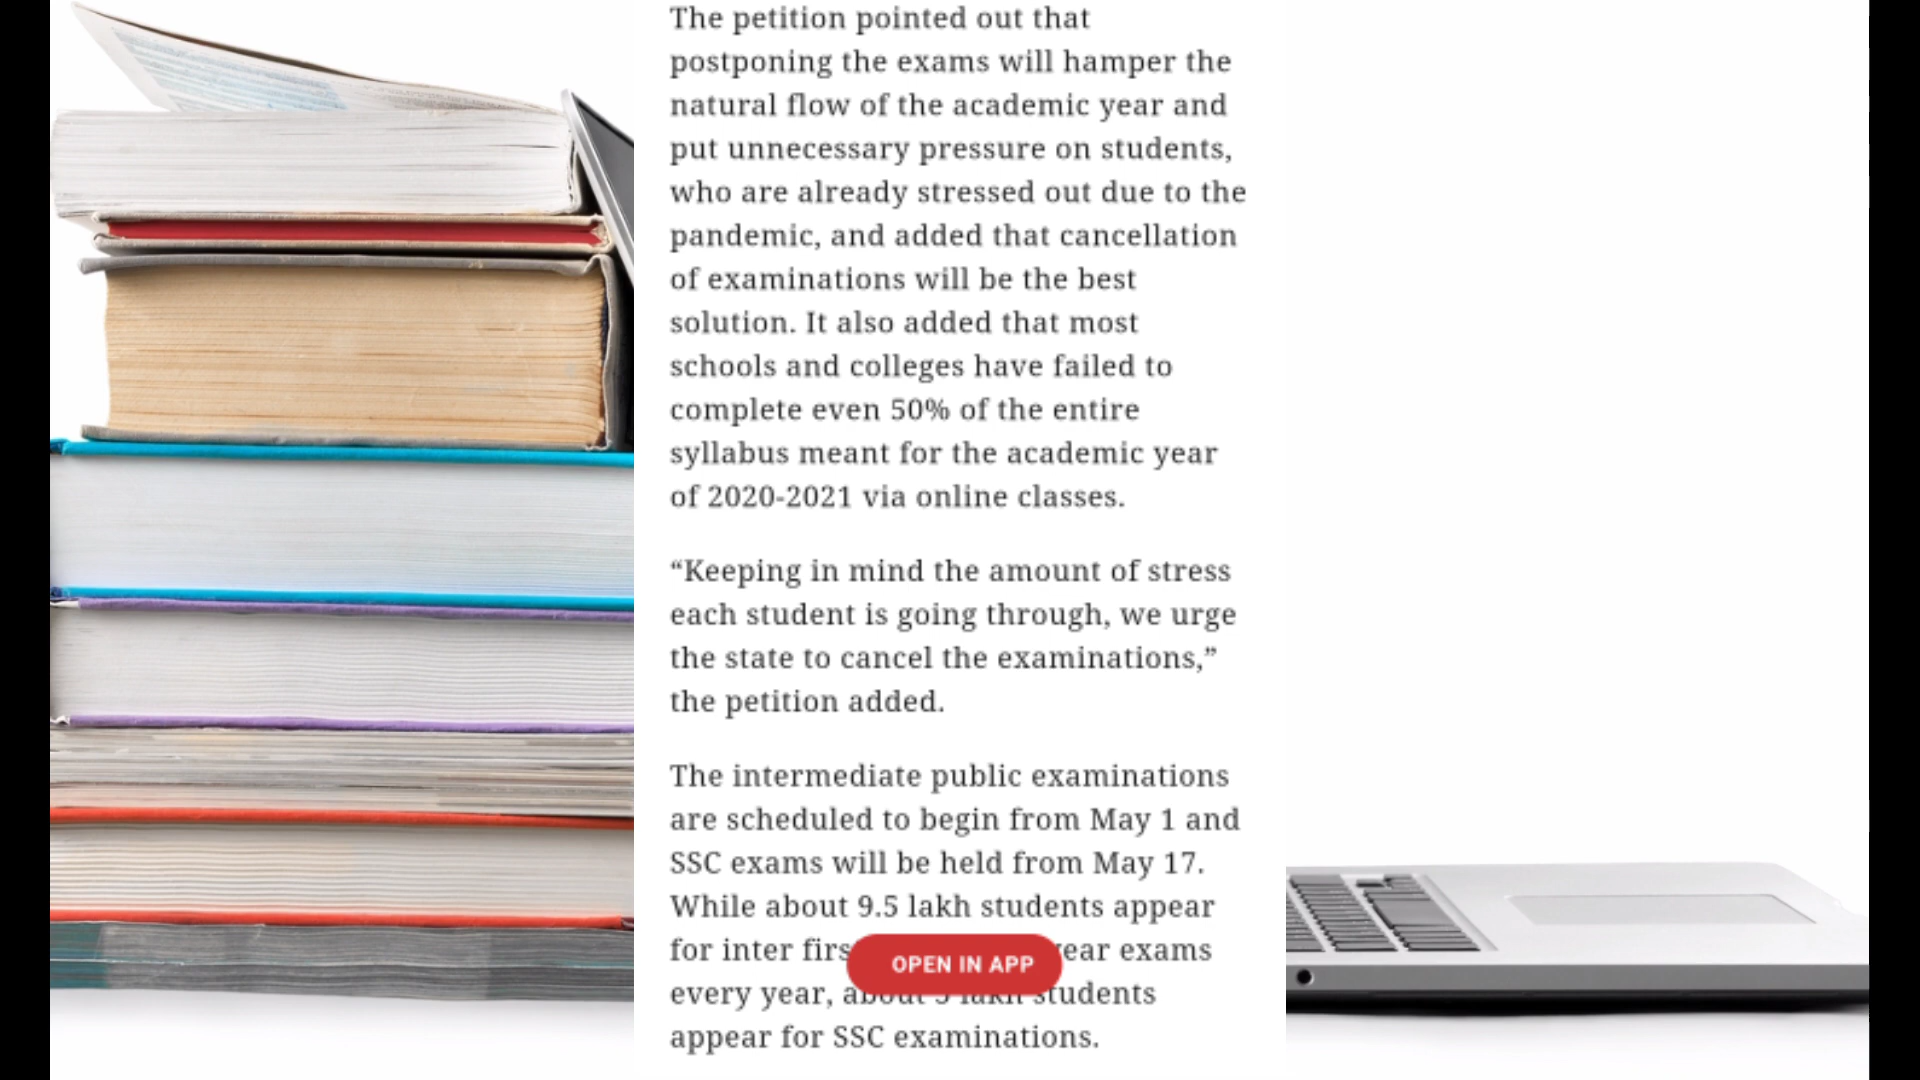 The petition pointed out that
postponing the exams will hamper the
natural flow of the academic year and
put unnecessary pressure on students,
who are already stressed out due to the
pandemic, and added that cancellation
of examinations will be the best
solution. It also added that most
schools and colleges have failed to
complete even 50% of the entire
syllabus meant for the academic year
of 2020-2021 via online classes.
“Keeping in mind the amount of stress
each student is going through, we urge
the state to cancel the examinations,”
the petition added.
The intermediate public examinations
are scheduled to begin from May 1 and
SSC exams will be held from May 17.
While about 9.5 lakh students appear
for inter exams
OPEN IN APP
every year, about 5 lakh students
appear for SSC examinations.